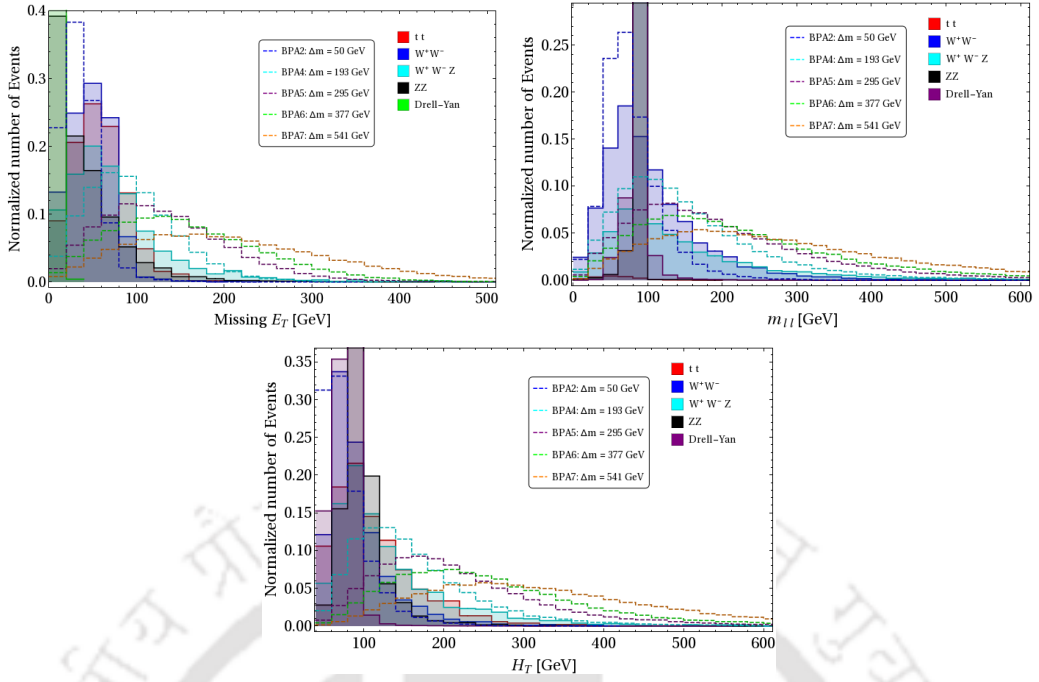 0.4
0.3
0.2
0.1
0.0
Normalized number of Events
0 100 200 300 400 500
Missing E_T [GeV]
BPA2: Δm = 50 GeV
BPA4: Δm = 193 GeV
BPA5: Δm = 295 GeV
BPA6: Δm = 377 GeV
BPA7: Δm = 541 GeV
t t
W⁺W⁻
W⁺ W⁻ Z
ZZ
Drell-Yan
0.25
0.20
0.15
0.10
0.05
0.00
Normalized number of Events
0 100 200 300 400 500 600
m_{l l} [GeV]
BPA2: Δm = 50 GeV
BPA4: Δm = 193 GeV
BPA5: Δm = 295 GeV
BPA6: Δm = 377 GeV
BPA7: Δm = 541 GeV
t t
W⁺W⁻
W⁺ W⁻ Z
ZZ
Drell-Yan
0.35
0.30
0.25
0.20
0.15
0.10
0.05
0.00
Normalized number of Events
100 200 300 400 500 600
H_T [GeV]
BPA2: Δm = 50 GeV
BPA4: Δm = 193 GeV
BPA5: Δm = 295 GeV
BPA6: Δm = 377 GeV
BPA7: Δm = 541 GeV
t t
W⁺W⁻
W⁺ W⁻ Z
ZZ
Drell-Yan